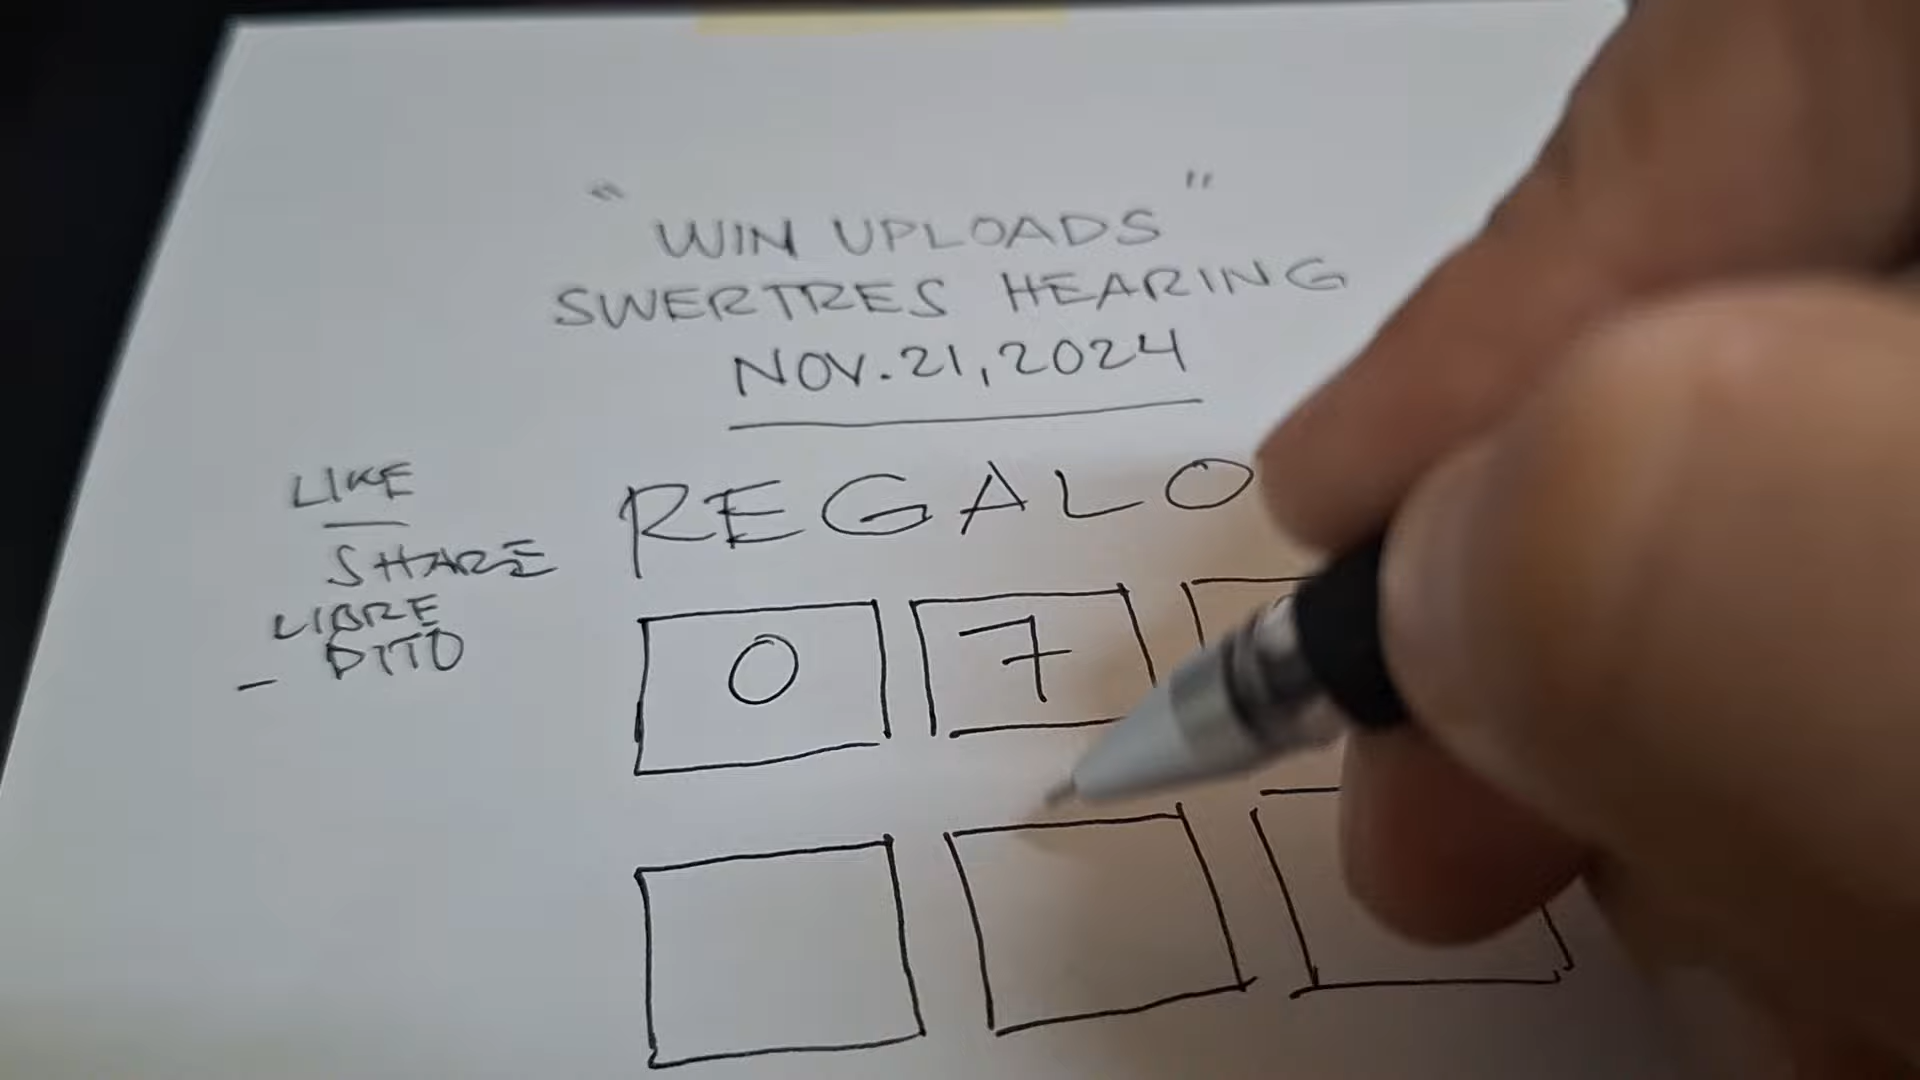 " WIN UPLOADS "
SWERTRES HEARING
NOV. 21, 2024
REGALO
LIKE
SHARE
LIBRE
DITO
0 7